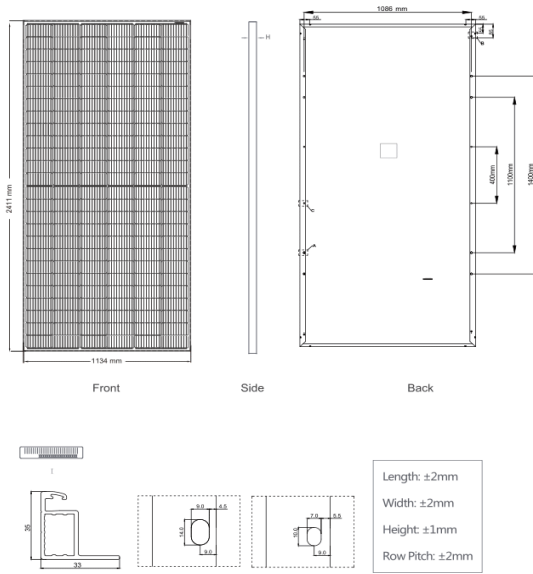 1086 mm
55
55
H
B
2411 mm
400mm
1100mm
1400mm
A
A
1134 mm
Front
Side
Back
35
33
9.0
4.5
14.0
9.0
7.0
5.5
10.0
9.0
Length: ±2mm
Width: ±2mm
Height: ±1mm
Row Pitch: ±2mm